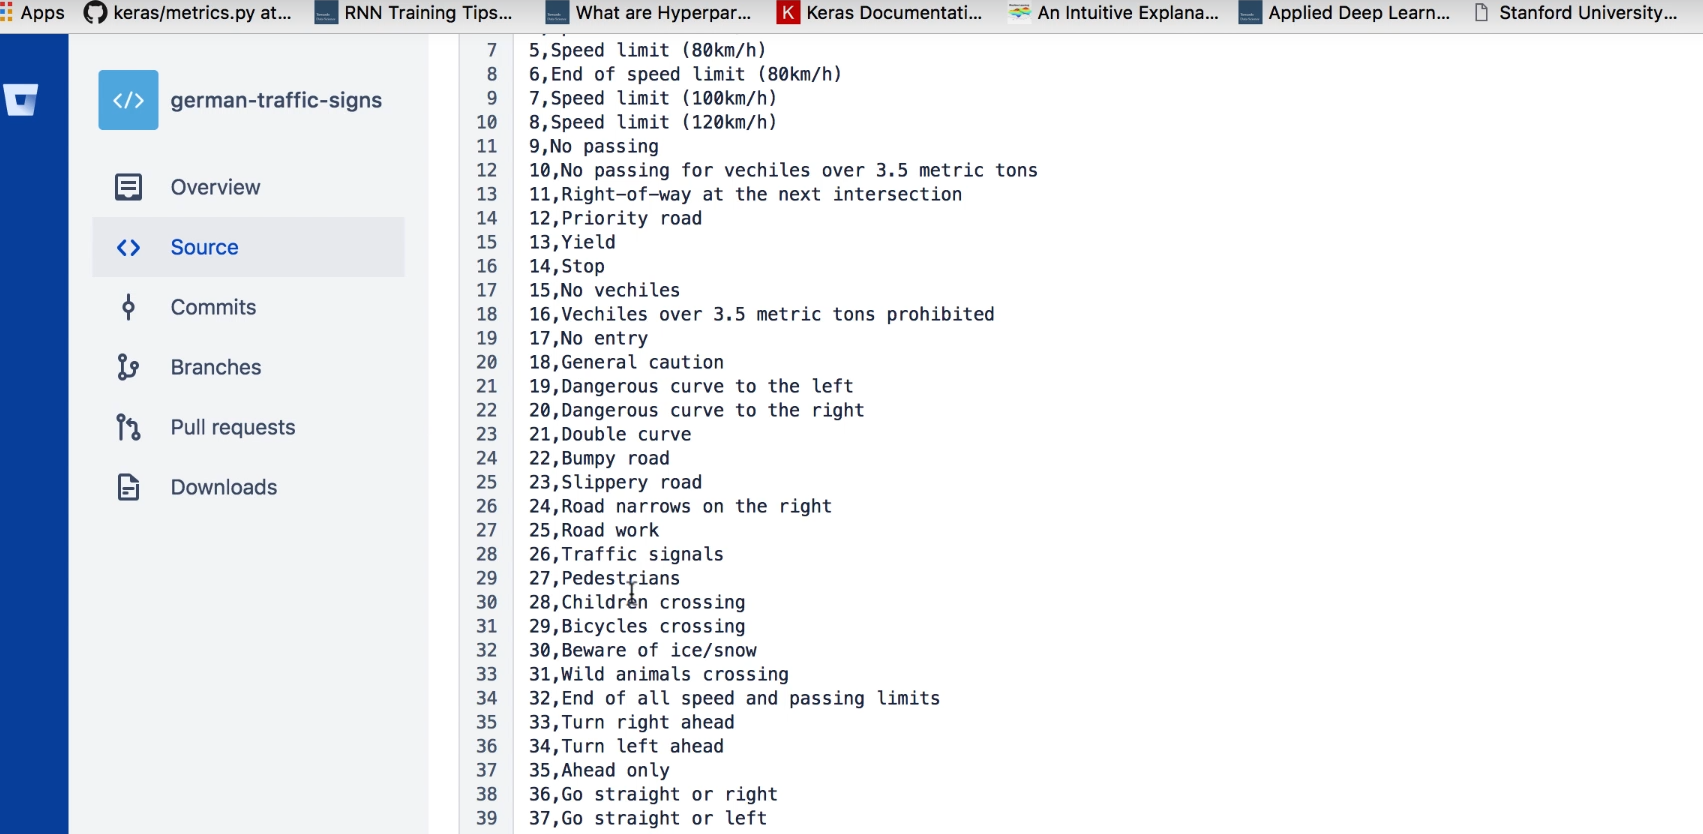 Apps keras/metrics.py at... RNN Training Tips... What are Hyperpar... K Keras Documentati... An Intuitive Explana... Applied Deep Learn... Stanford University...
</> german-traffic-signs
Overview
Source
Commits
Branches
Pull requests
Downloads
7 5,Speed limit (80km/h)
8 6,End of speed limit (80km/h)
9 7,Speed limit (100km/h)
10 8,Speed limit (120km/h)
11 9,No passing
12 10,No passing for vechiles over 3.5 metric tons
13 11,Right-of-way at the next intersection
14 12,Priority road
15 13,Yield
16 14,Stop
17 15,No vechiles
18 16,Vechiles over 3.5 metric tons prohibited
19 17,No entry
20 18,General caution
21 19,Dangerous curve to the left
22 20,Dangerous curve to the right
23 21,Double curve
24 22,Bumpy road
25 23,Slippery road
26 24,Road narrows on the right
27 25,Road work
28 26,Traffic signals
29 27,Pedestrians
30 28,Children crossing
31 29,Bicycles crossing
32 30,Beware of ice/snow
33 31,Wild animals crossing
34 32,End of all speed and passing limits
35 33,Turn right ahead
36 34,Turn left ahead
37 35,Ahead only
38 36,Go straight or right
39 37,Go straight or left